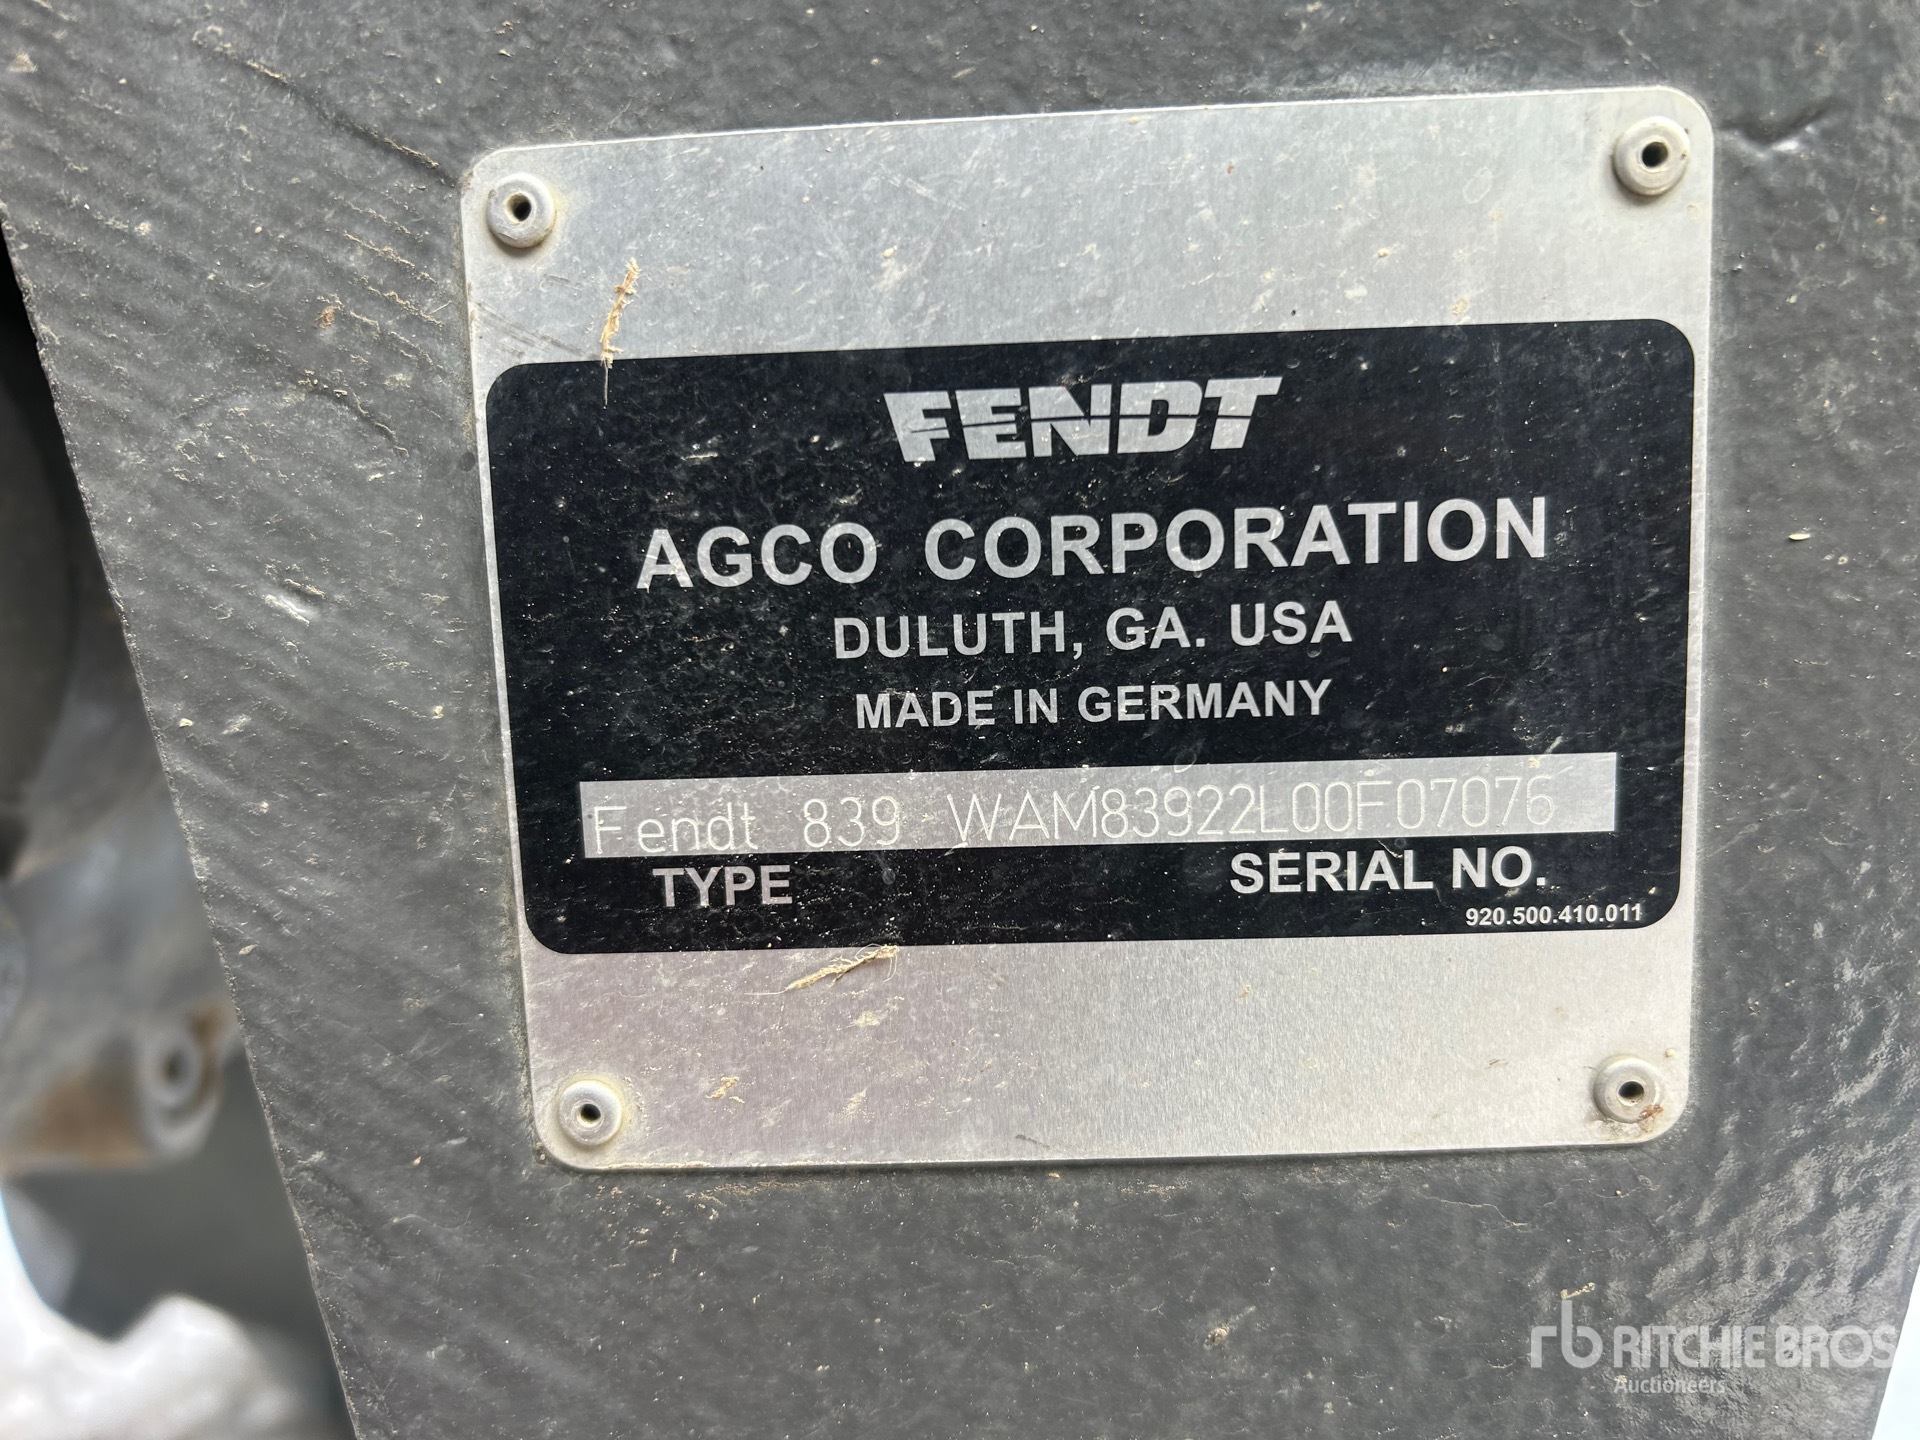 FENDT
AGCO CORPORATION
DULUTH, GA. USA
MADE IN GERMANY
Fendt 839 WAM83922L00F07076
TYPE SERIAL NO.
920.500.410.011
rb RITCHIE BROS
Auctioneers